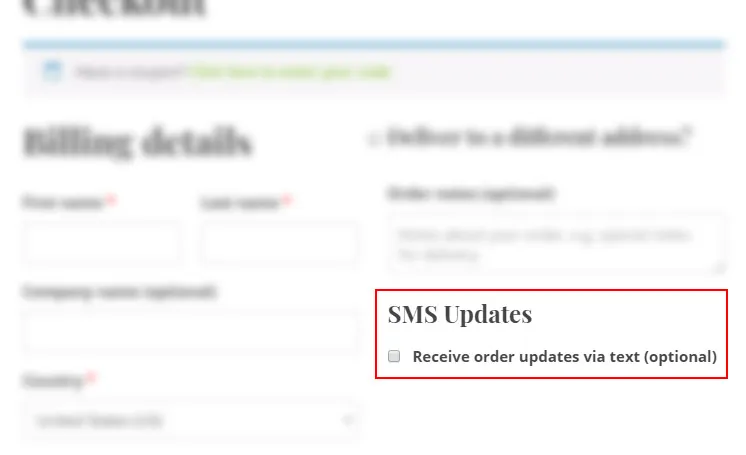 Checkout
Have a coupon? Click here to enter your code
Billing details
Deliver to a different address?
First name *
Last name *
Order notes (optional)
Notes about your order, e.g. special notes
for delivery.
Company name (optional)
SMS Updates
Receive order updates via text (optional)
Country *
United States (US)